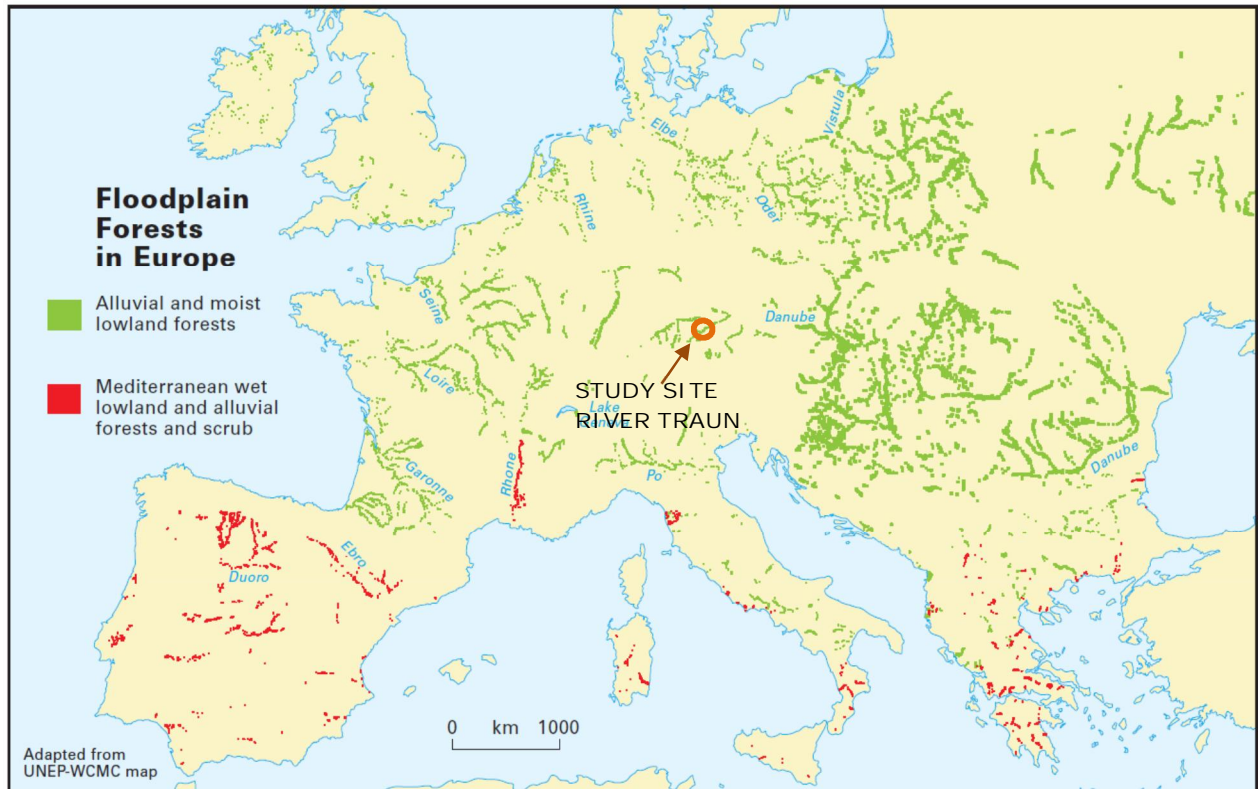 Floodplain
Forests
in Europe
Alluvial and moist
lowland forests
Mediterranean wet
lowland and alluvial
forests and scrub
Elbe
Vistula
Rhine
Oder
Seine
Danube
Loire
STUDY SITE
RIVER TRAUN
Lake
Geneva
Garonne
Rhone
Po
Danube
Ebro
Duoro
0 km 1000
Adapted from
UNEP-WCMC map